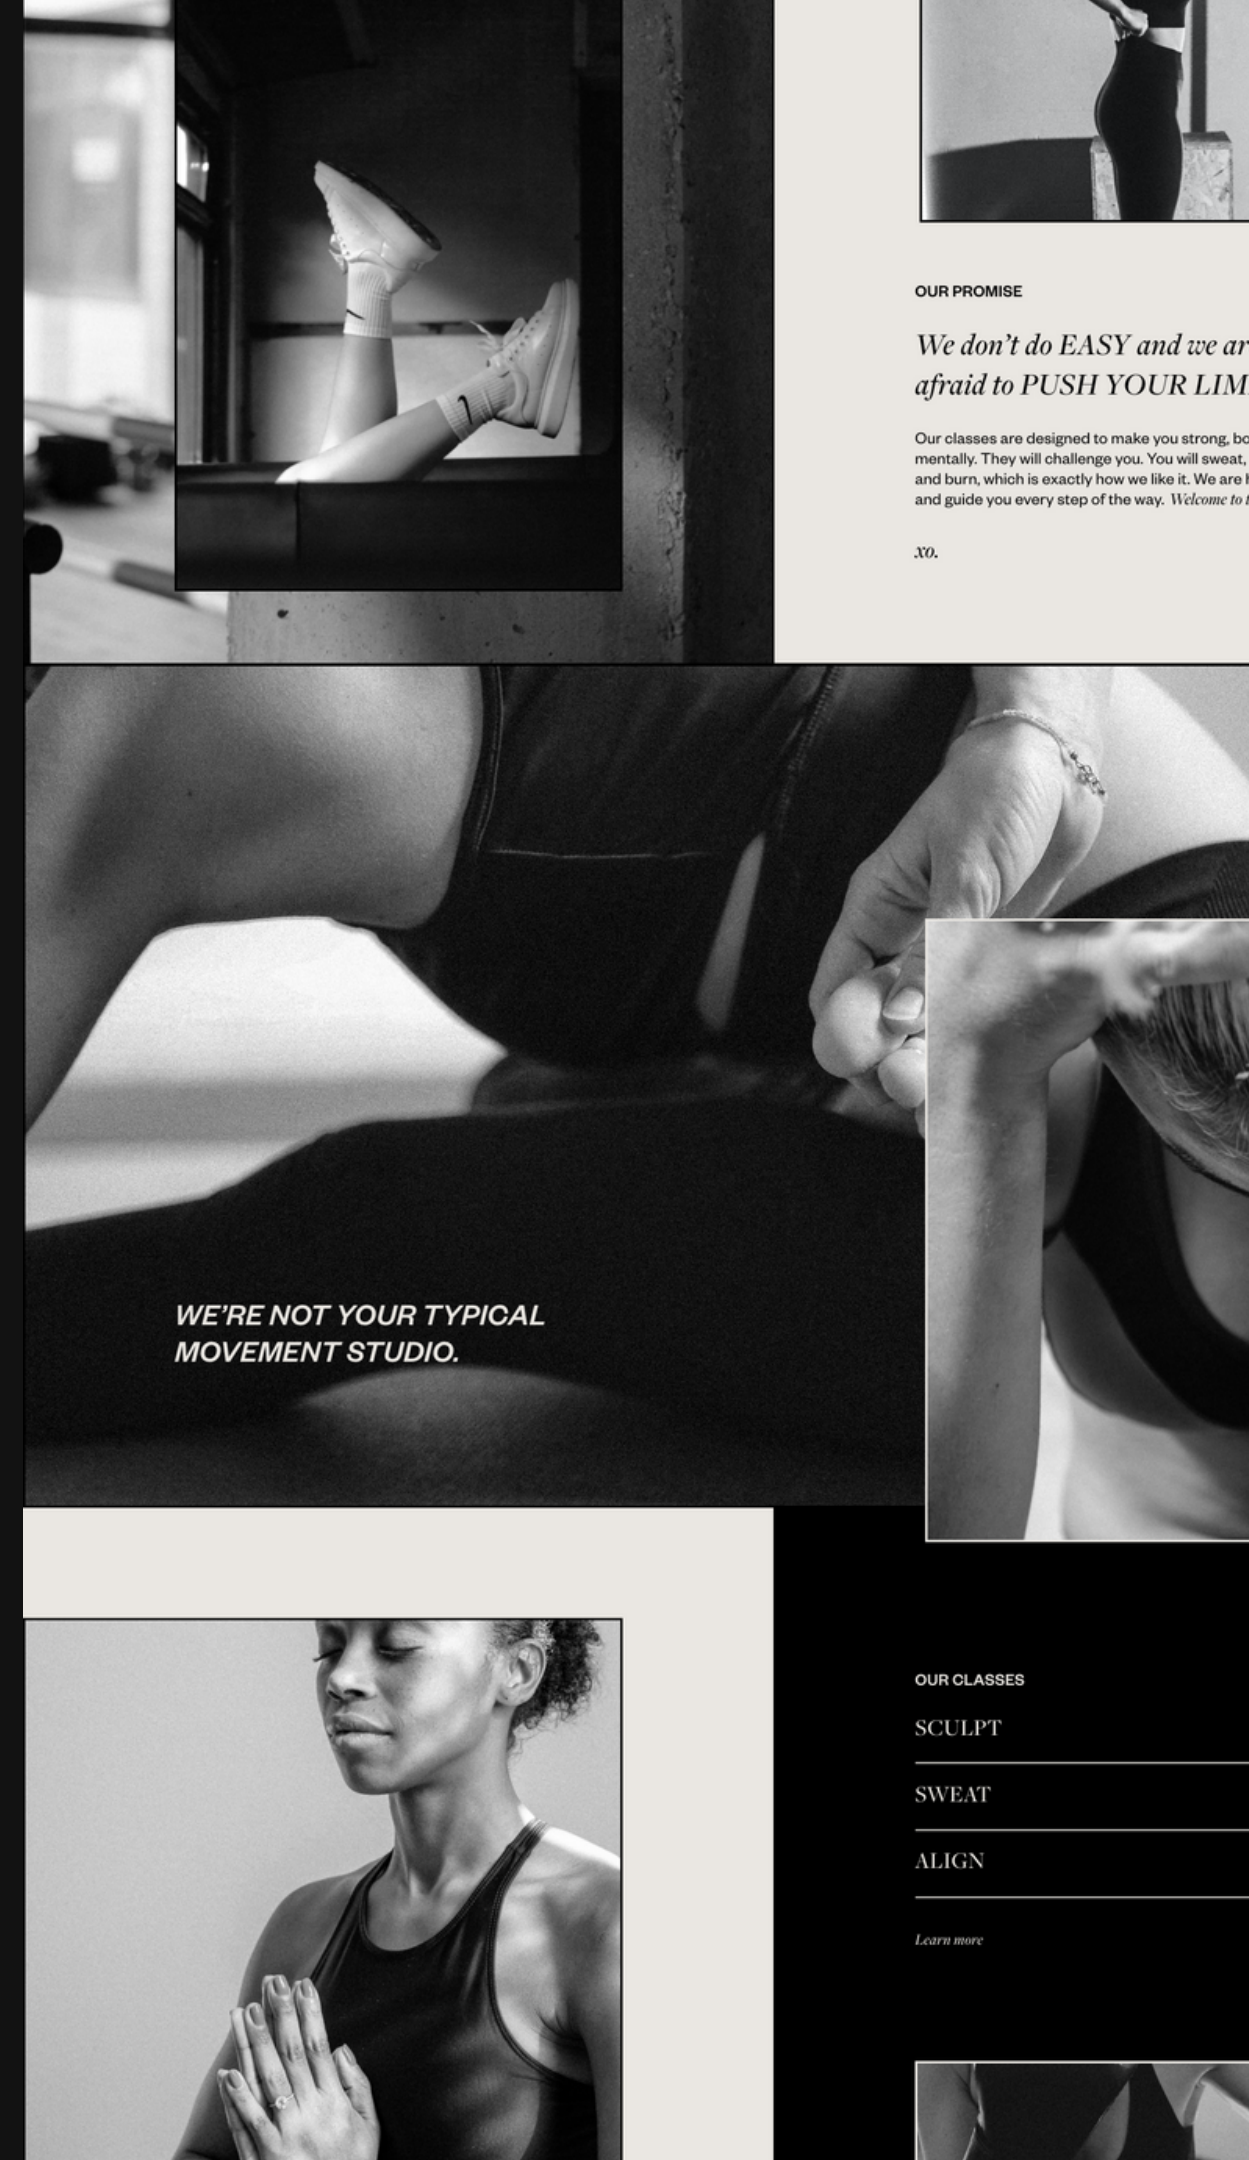 OUR PROMISE
We don't do EASY and we
afraid to PUSH YOUR
Our classes are designed to make you strong,
mentally. They will challenge you. You will sweat,
and burn, which is exactly how we like it. We are
and guide you every step of the way. Welcome to
xo.
WE'RE NOT YOUR TYPICAL
MOVEMENT STUDIO.
OUR CLASSES
SCULPT
SWEAT
ALIGN
Learn more